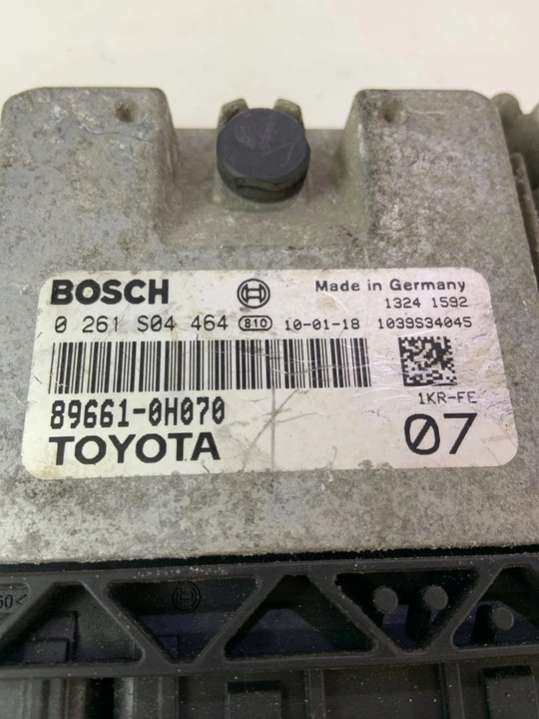 BOSCH Made in Germany
1324 1592
0 261 S04 464 810 10-01-18 1039S34045
89661-0H070 1KR-FE
TOYOTA 07
50<